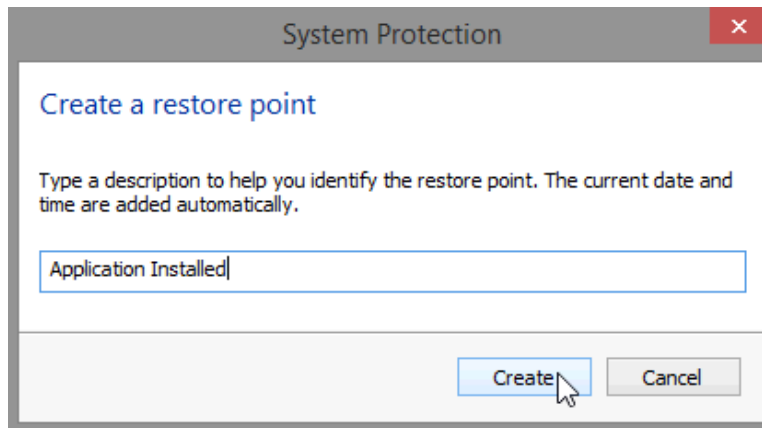 System Protection
Create a restore point
Type a description to help you identify the restore point. The current date and
time are added automatically.
Application Installed
Create
Cancel